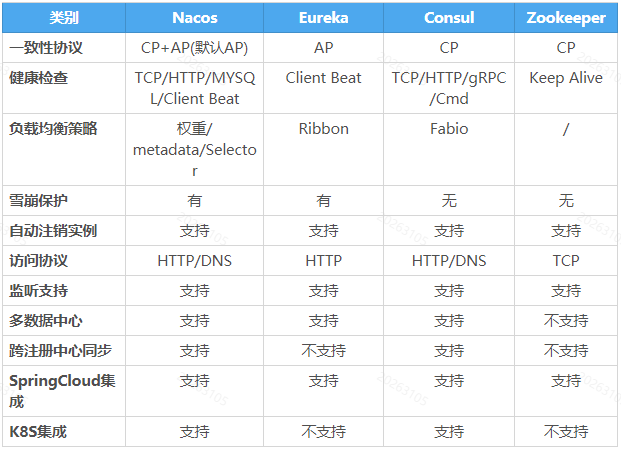 类别 Nacos Eureka Consul Zookeeper
一致性协议 CP+AP(默认AP) AP CP CP
健康检查 TCP/HTTP/MYSQ Client Beat TCP/HTTP/gRPC Keep Alive
L/Client Beat /Cmd
负载均衡策略 权重/ Ribbon Fabio /
metadata/Selecto
r
雪崩保护 有 有 无 无
自动注销实例 支持 支持 支持 支持
访问协议 HTTP/DNS HTTP HTTP/DNS TCP
监听支持 支持 支持 支持 支持
多数据中心 支持 支持 支持 不支持
跨注册中心同步 支持 不支持 支持 不支持
SpringCloud集 支持 支持 支持 支持
成
K8S集成 支持 不支持 支持 不支持
20263105